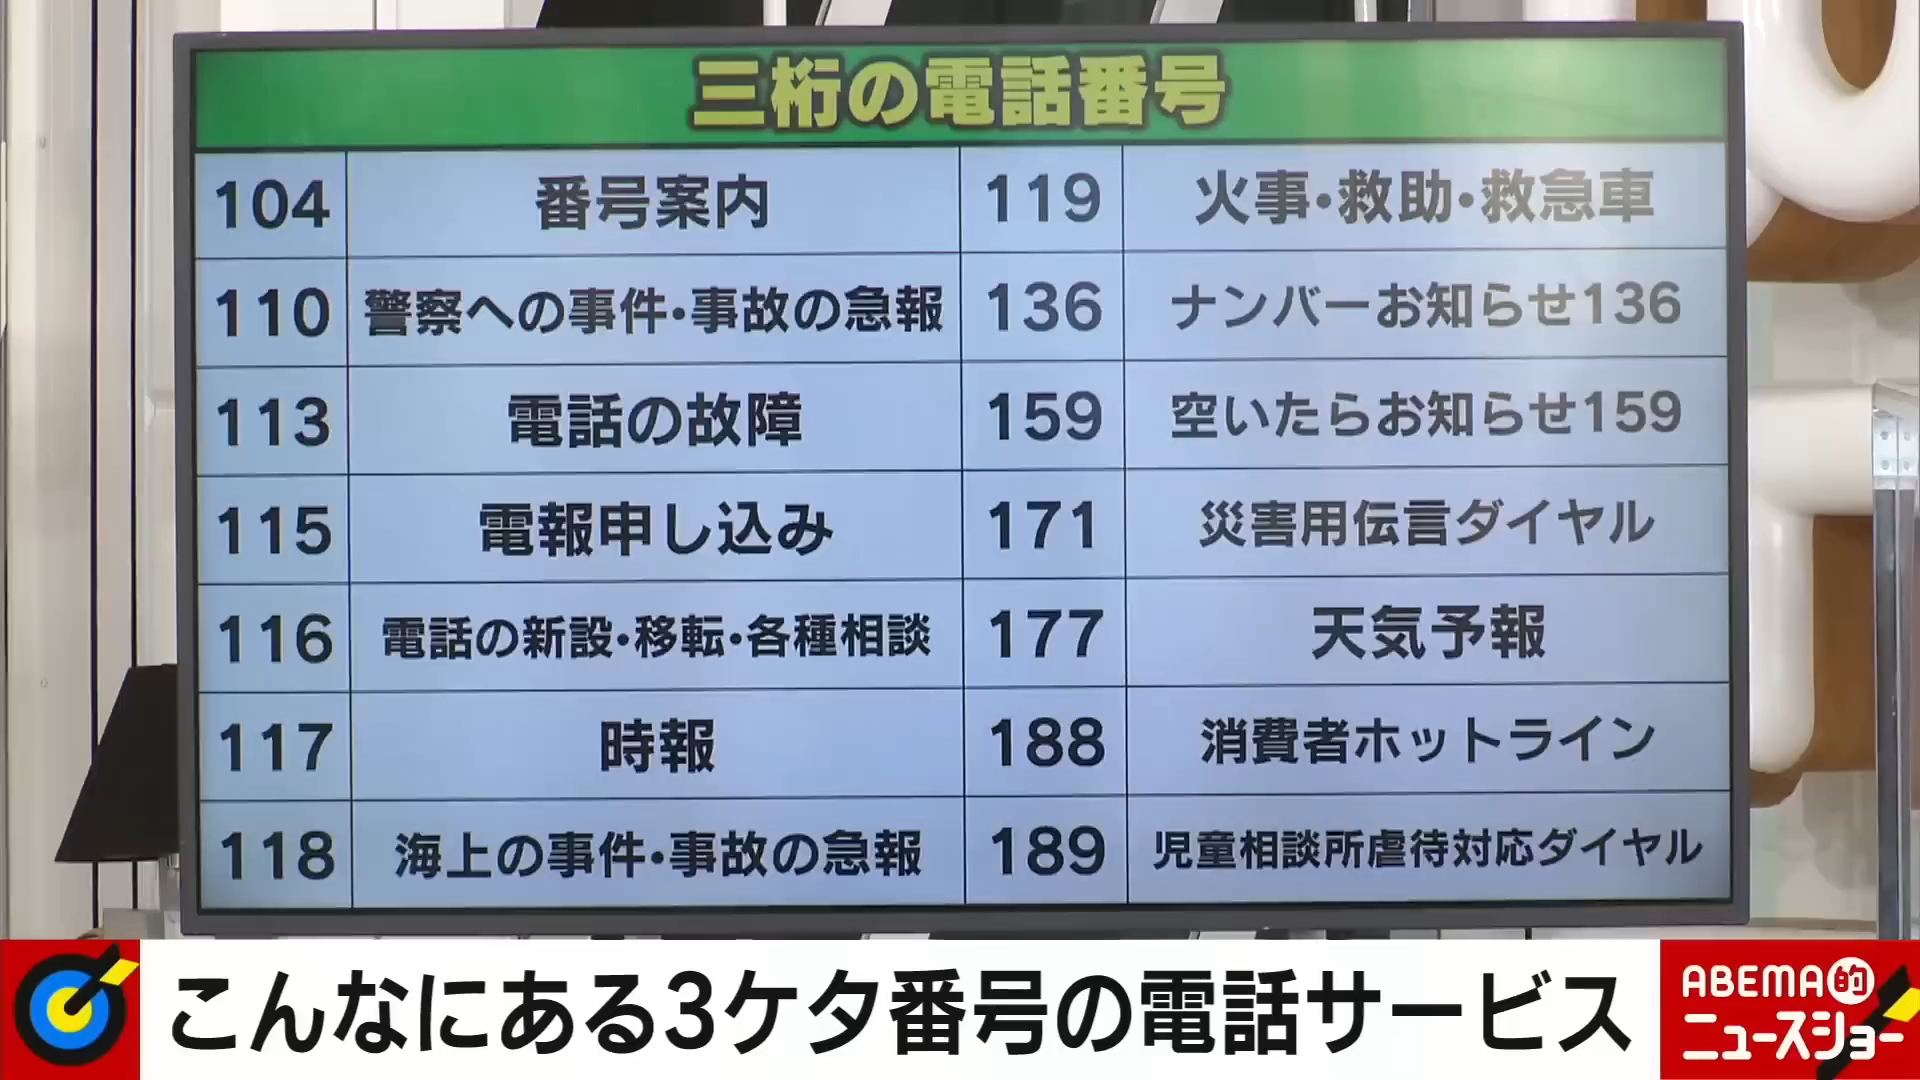 三桁の電話番号
104 番号案内 119 火事・救助・救急車
110 警察への事件・事故の急報 136 ナンバーお知らせ136
113 電話の故障 159 空いたらお知らせ159
115 電報申し込み 171 災害用伝言ダイヤル
116 電話の新設・移転・各種相談 177 天気予報
117 時報 188 消費者ホットライン
118 海上の事件・事故の急報 189 児童相談所虐待対応ダイヤル
こんなにある3ケタ番号の電話サービス
ABEMA的
ニュースショー